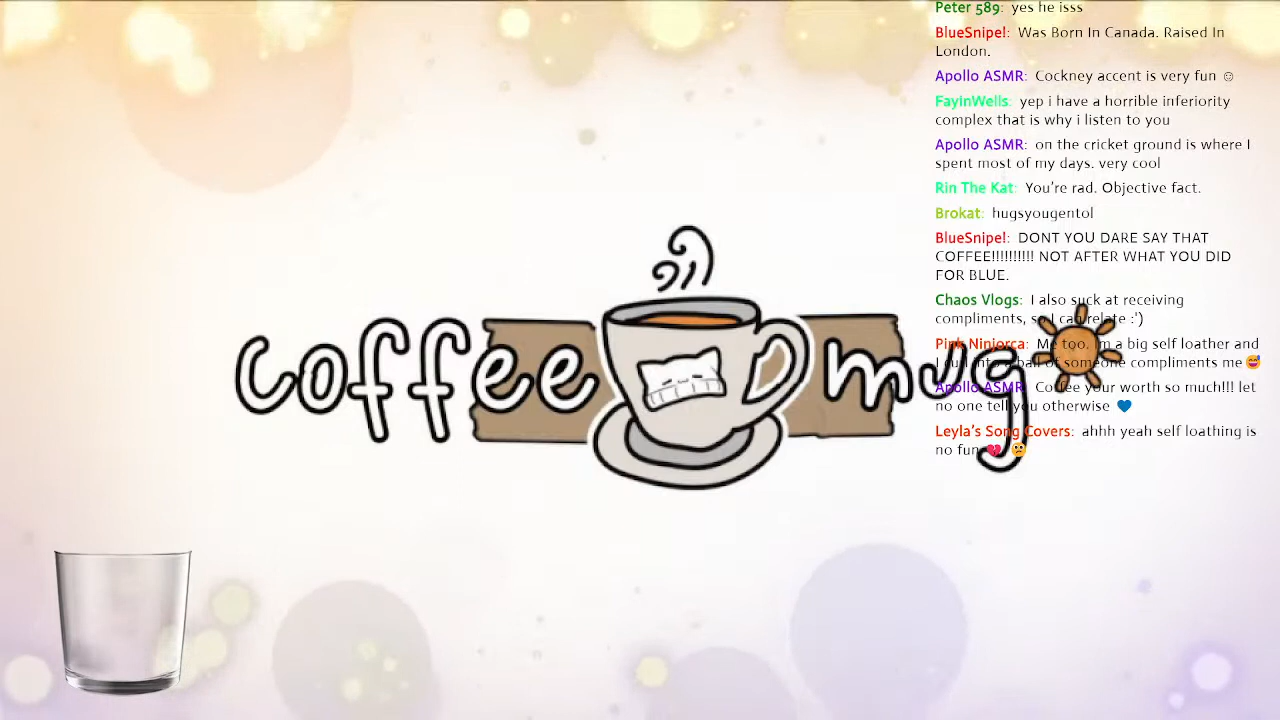 coffee mug
Peter 589: yes he isss
BlueSnipe!: Was Born In Canada. Raised In
London.
Apollo ASMR: Cockney accent is very fun ☺
FayinWells: yep i have a horrible inferiority
complex that is why i listen to you
Apollo ASMR: on the cricket ground is where I
spent most of my days. very cool
Rin The Kat: You're rad. Objective fact.
Brokat: hugsyougentol
BlueSnipe!: DONT YOU DARE SAY THAT
COFFEE!!!!!!!!!! NOT AFTER WHAT YOU DID
FOR BLUE.
Chaos Vlogs: I also suck at receiving
compliments, so I can relate :')
Pink Ninjorca: Me too. Im a big self loather and
I curl into a ball of someone compliments me 😅
Apollo ASMR: Coffee your worth so much!!! let
no one tell you otherwise 💙
Leyla's Song Covers: ahhh yeah self loathing is
no fun 💔 😕